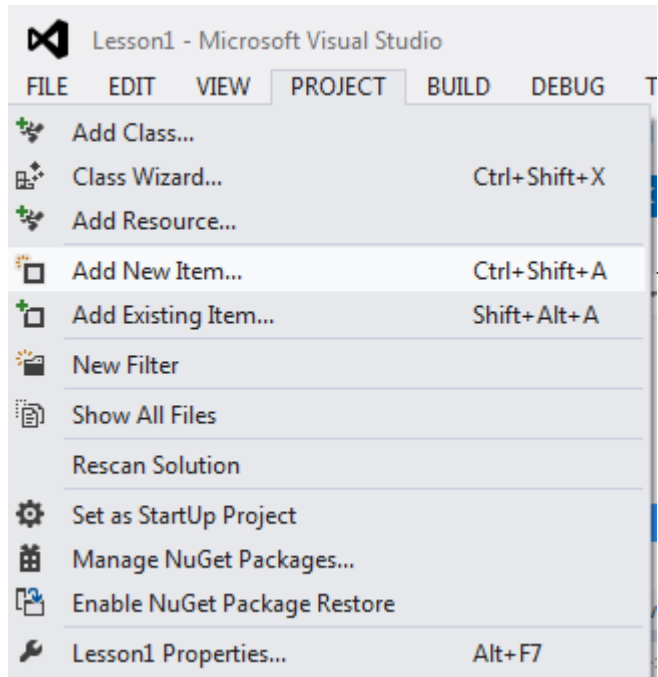 Lesson1 - Microsoft Visual Studio
FILE EDIT VIEW PROJECT BUILD DEBUG T
Add Class...
Class Wizard... Ctrl+Shift+X
Add Resource...
Add New Item... Ctrl+Shift+A
Add Existing Item... Shift+Alt+A
New Filter
Show All Files
Rescan Solution
Set as StartUp Project
Manage NuGet Packages...
Enable NuGet Package Restore
Lesson1 Properties... Alt+F7